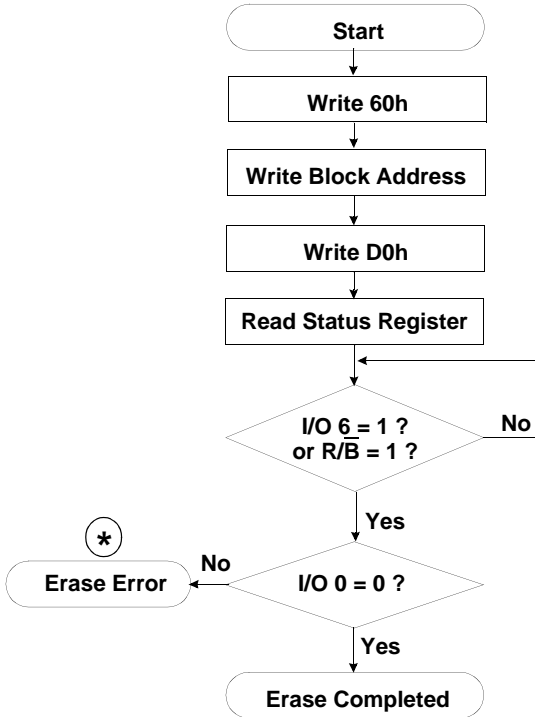 Start
Write 60h
Write Block Address
Write D0h
Read Status Register
I/O 6 = 1 ?
or R/B̅ = 1 ?
No
Yes
*
No
Erase Error
I/O 0 = 0 ?
Yes
Erase Completed